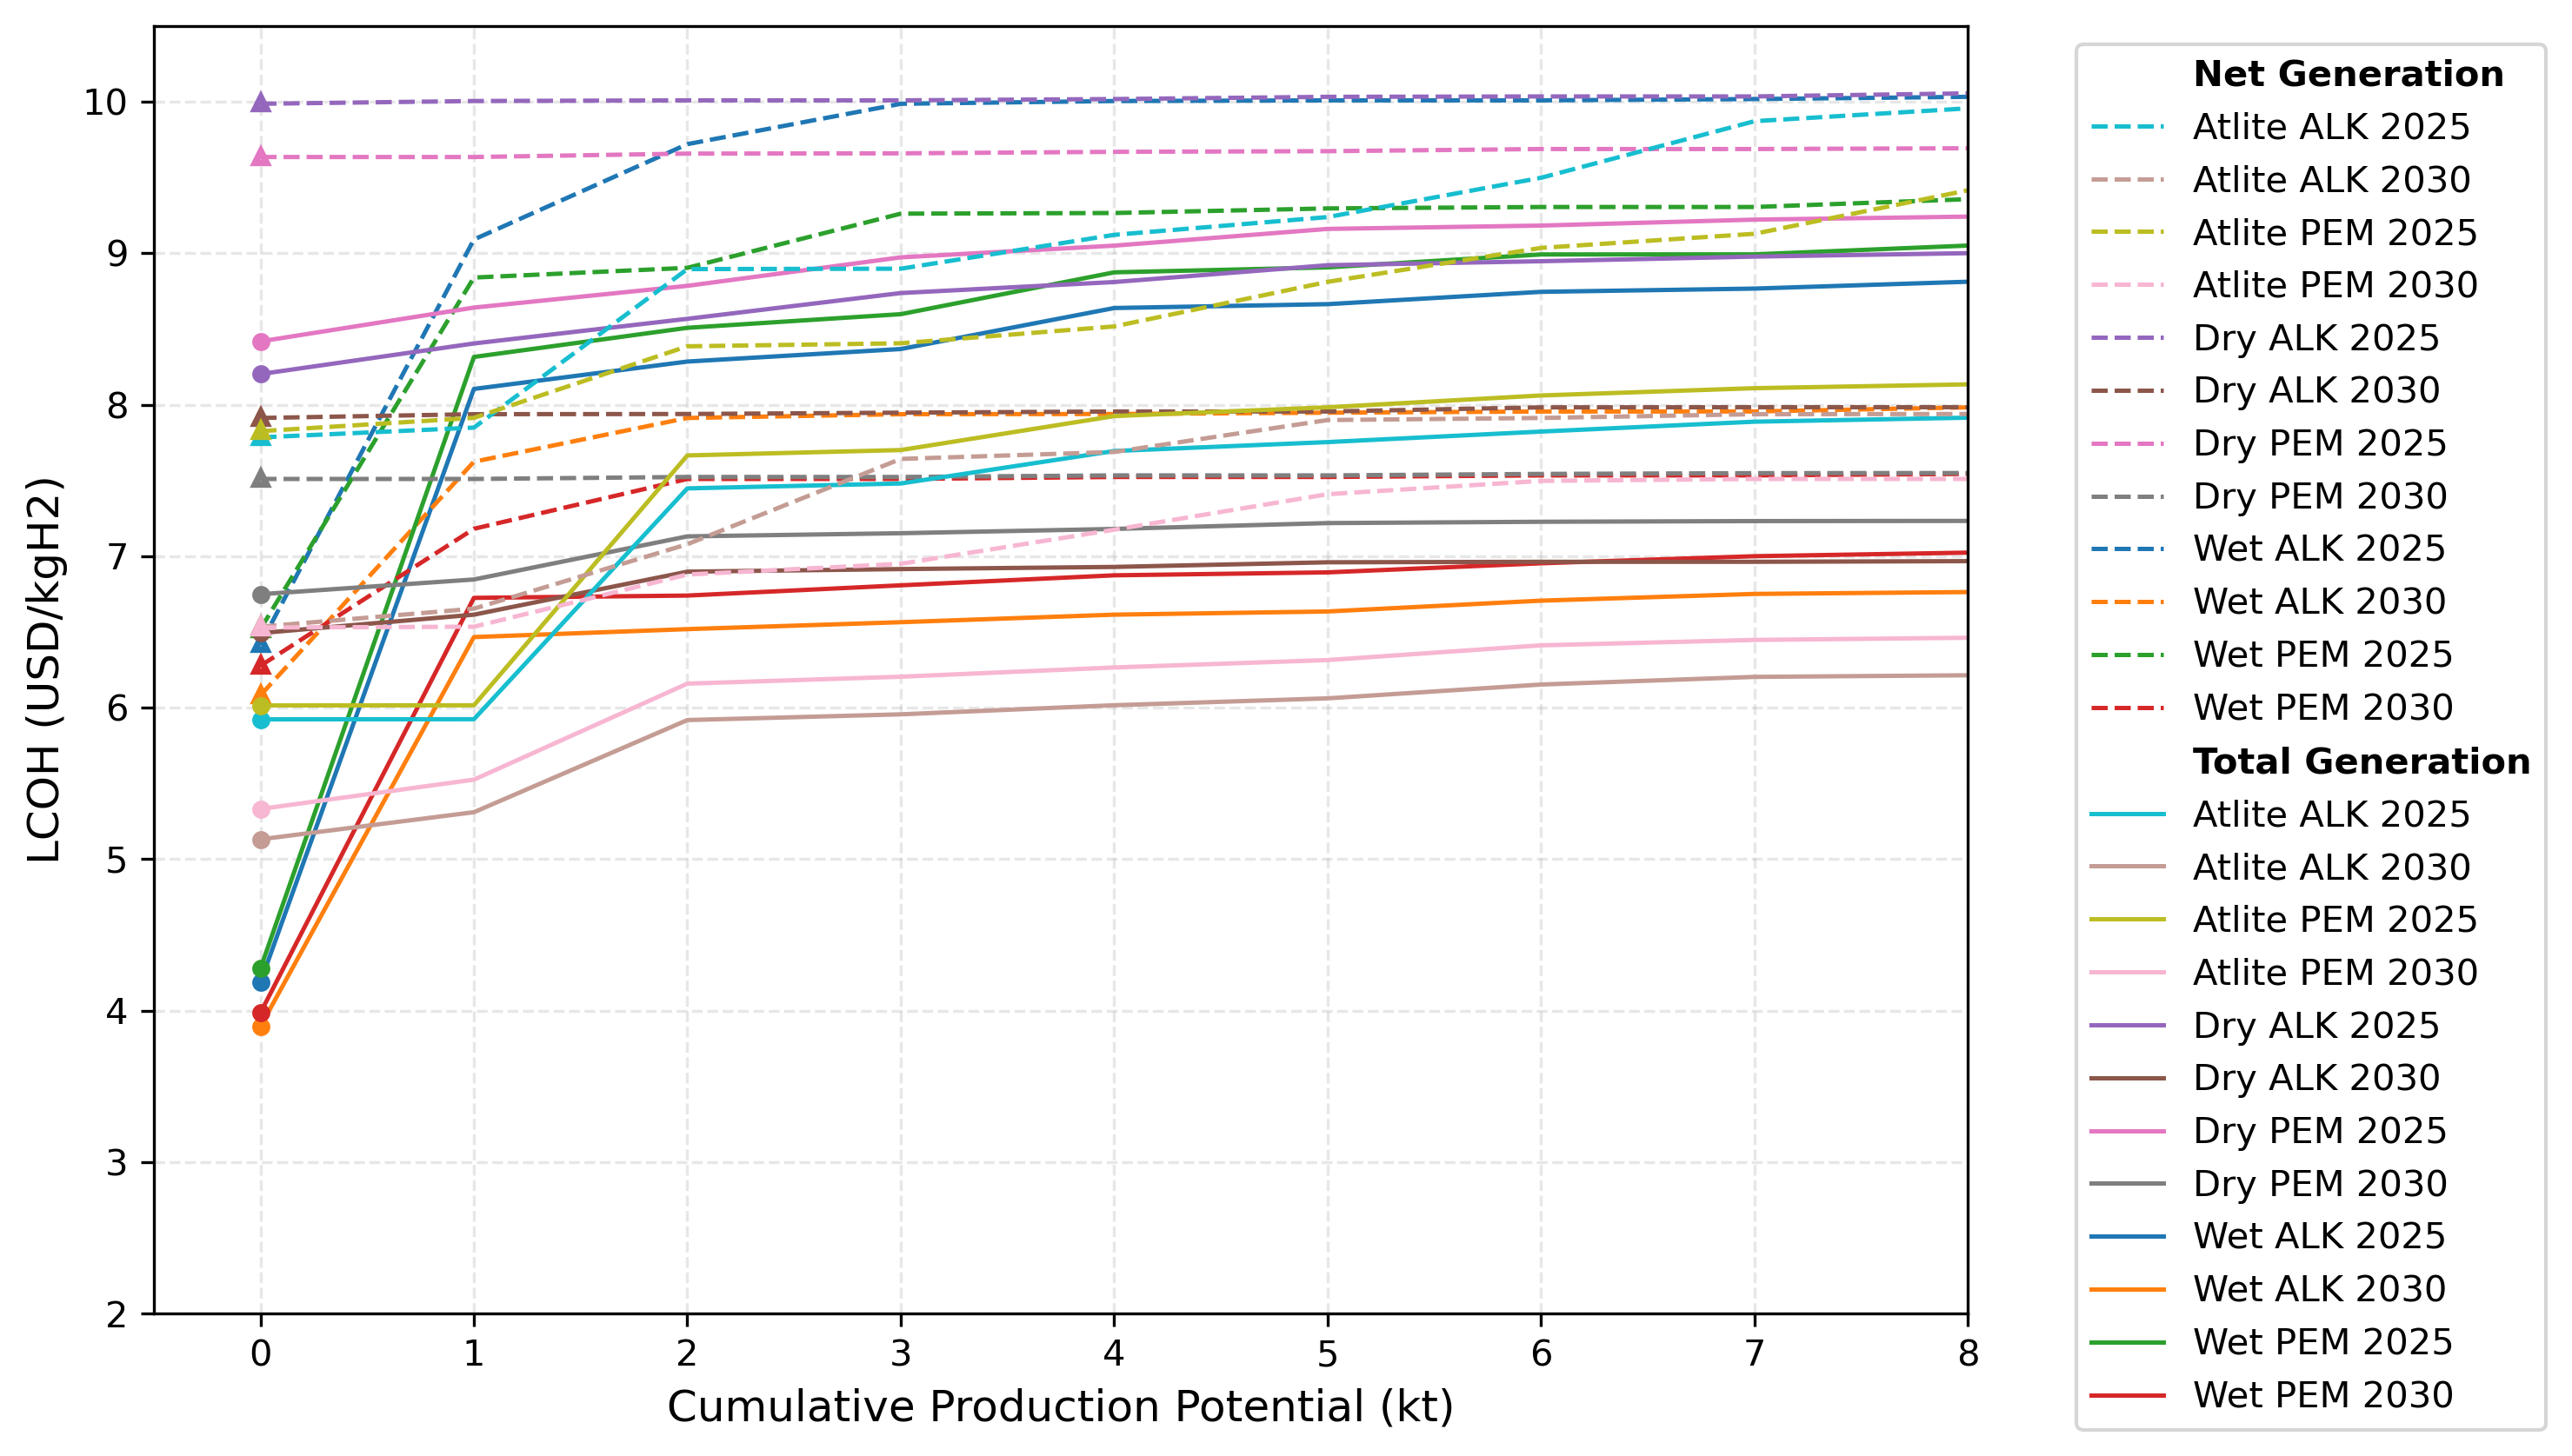 LCOH (USD/kgH2)
10
9
8
7
6
5
4
3
2
0
1
2
3
4
5
6
7
8
Cumulative Production Potential (kt)
Net Generation
Atlite ALK 2025
Atlite ALK 2030
Atlite PEM 2025
Atlite PEM 2030
Dry ALK 2025
Dry ALK 2030
Dry PEM 2025
Dry PEM 2030
Wet ALK 2025
Wet ALK 2030
Wet PEM 2025
Wet PEM 2030
Total Generation
Atlite ALK 2025
Atlite ALK 2030
Atlite PEM 2025
Atlite PEM 2030
Dry ALK 2025
Dry ALK 2030
Dry PEM 2025
Dry PEM 2030
Wet ALK 2025
Wet ALK 2030
Wet PEM 2025
Wet PEM 2030